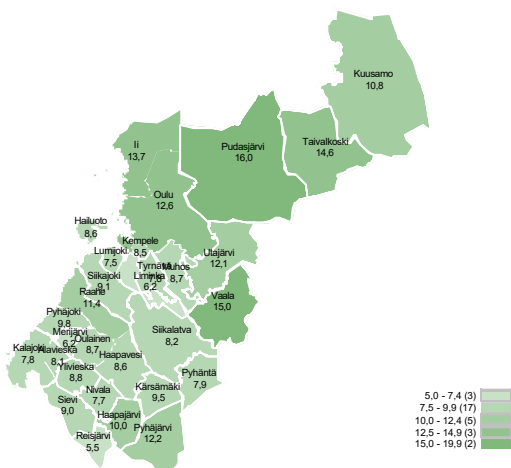 Kuusamo
10,8
Taivalkoski
14,6
Pudasjärvi
16,0
Ii
13,7
Oulu
12,6
Hailuoto
8,6
Kempele
8,5
Utajärvi
12,1
Lumijoki
7,5
Tyrnävä
Muhos
8,7
Liminka
6,2
Siikajoki
9,1
Raahe
11,4
Vaala
15,0
Pyhäjoki
9,8
Merijärvi
6,2
Oulainen
8,7
Siikalatva
8,2
Kalajoki
7,8
Alavieska
8,1
Haapavesi
8,6
Ylivieska
8,8
Pyhäntä
7,9
Nivala
7,7
Kärsämäki
9,5
Sievi
9,0
Haapajärvi
10,0
Pyhäjärvi
12,2
Reisjärvi
5,5
5,0 - 7,4 (3)
7,5 - 9,9 (17)
10,0 - 12,4 (5)
12,5 - 14,9 (3)
15,0 - 19,9 (2)